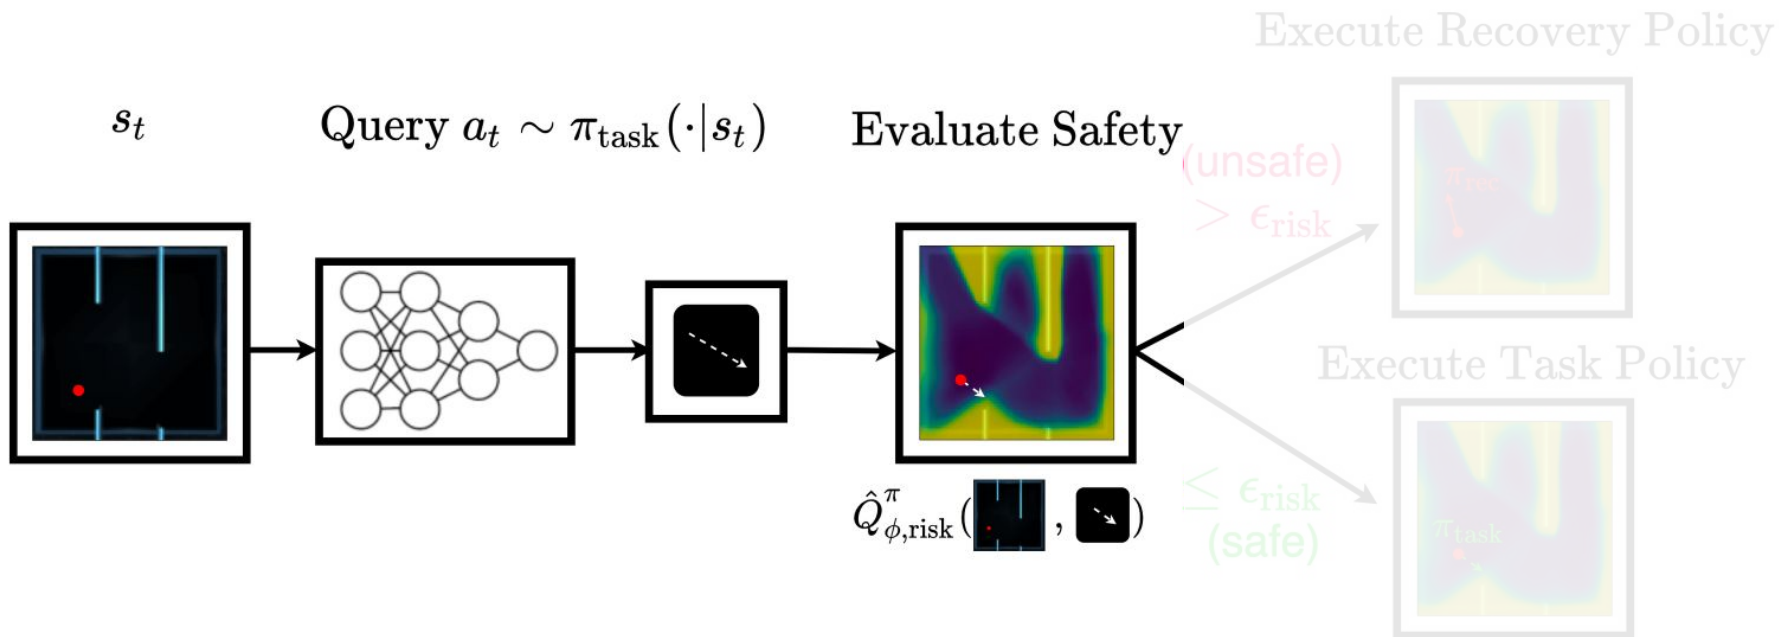 Execute Recovery Policy
s_t
Query a_t ∼ π_task(·|s_t)
Evaluate Safety
(unsafe)
> ϵ_risk
π_rec
Execute Task Policy
≤ ϵ_risk
(safe)
π_task
Q̂^π_ϕ,risk( , )